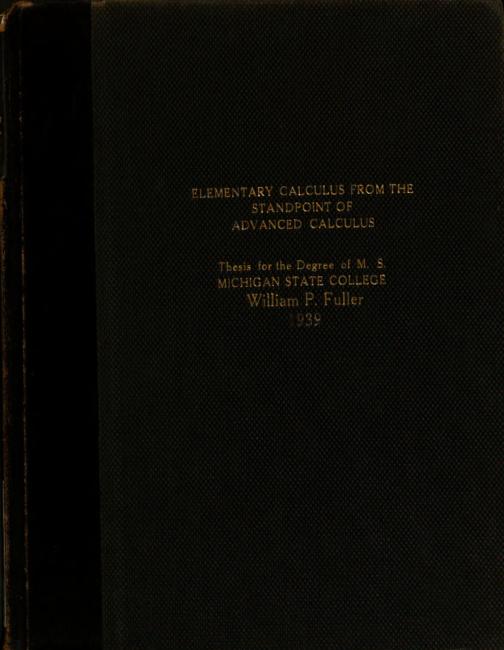 ELEMENTARY CALCULUS FROM THE
STANDPOINT OF
ADVANCED CALCULUS
Thesis for the Degree of M. S.
MICHIGAN STATE COLLEGE
William P. Fuller
1939